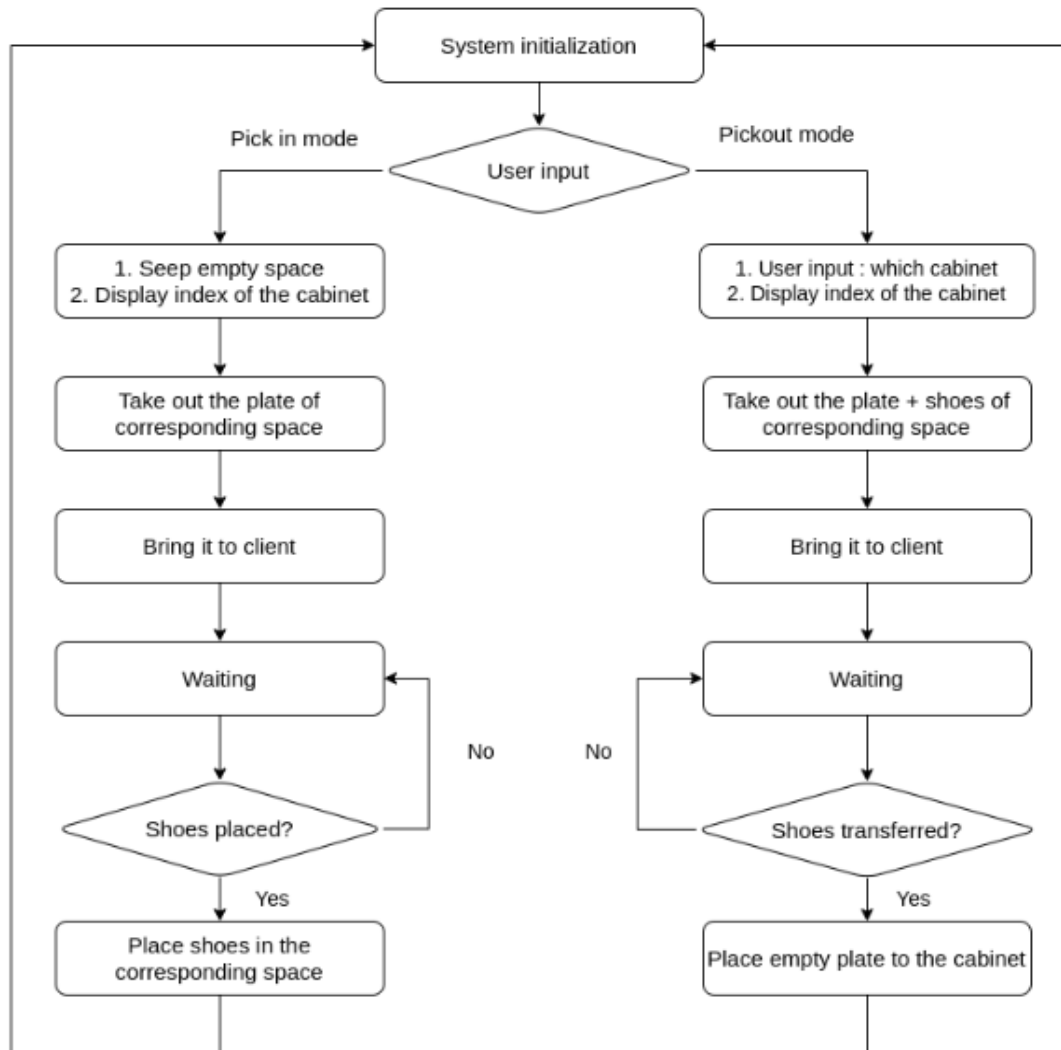 System initialization
Pick in mode
Pickout mode
User input
1. Seep empty space
2. Display index of the cabinet
1. User input : which cabinet
2. Display index of the cabinet
Take out the plate of
corresponding space
Take out the plate + shoes of
corresponding space
Bring it to client
Bring it to client
Waiting
Waiting
No
No
Shoes placed?
Shoes transferred?
Yes
Yes
Place shoes in the
corresponding space
Place empty plate to the cabinet